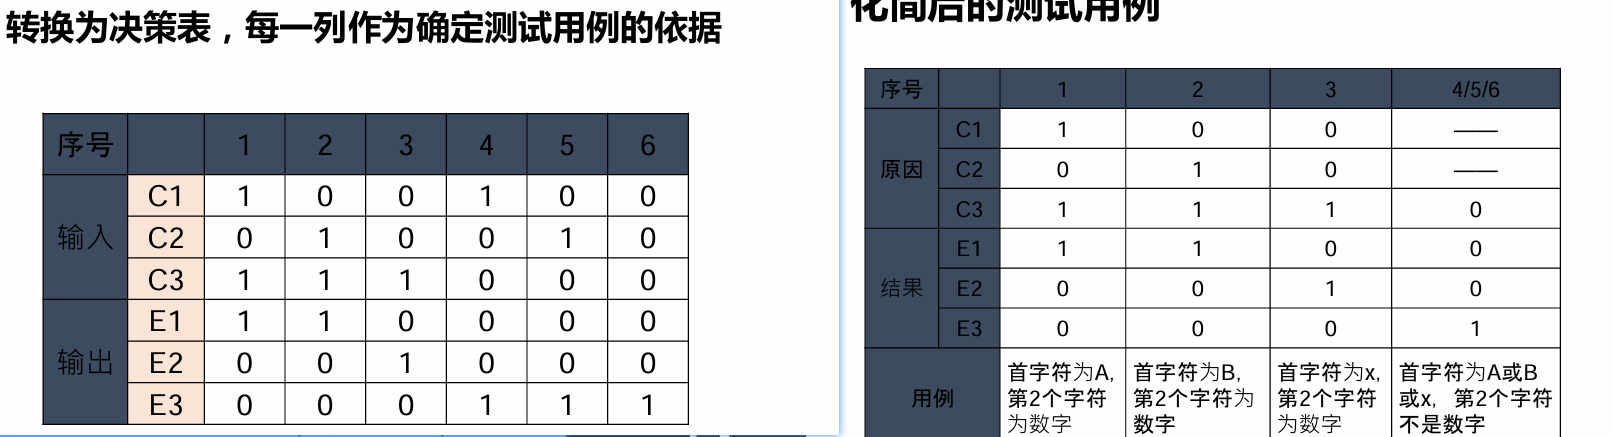 转换为决策表，每一列作为确定测试用例的依据
序号 1 2 3 4 5 6
输入 C1 1 0 0 1 0 0
C2 0 1 0 0 1 0
C3 1 1 1 0 0 0
输出 E1 1 1 0 0 0 0
E2 0 0 1 0 0 0
E3 0 0 0 1 1 1
化简后的测试用例
序号 1 2 3 4/5/6
原因 C1 1 0 0 ——
C2 0 1 0 ——
C3 1 1 1 0
结果 E1 1 1 0 0
E2 0 0 1 0
E3 0 0 0 1
用例
首字符为A,
第2个字符
为数字
首字符为B,
第2个字符为
数字
首字符为x,
第2个字符
为数字
首字符为A或B
或x, 第2个字符
不是数字